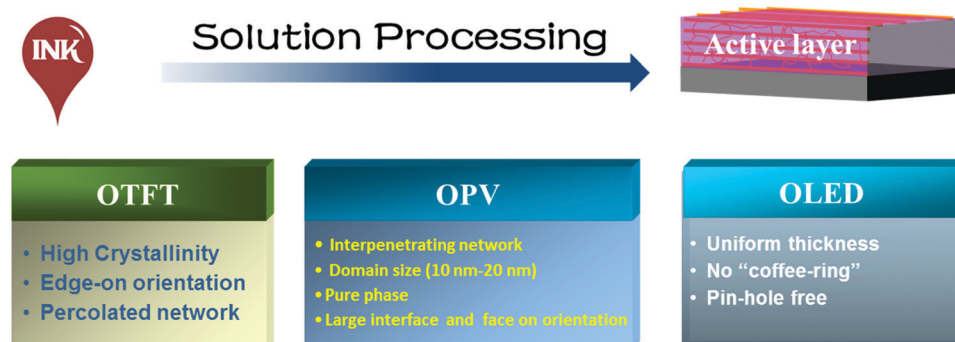 INK
Solution Processing
Active layer
OTFT
• High Crystallinity
• Edge-on orientation
• Percolated network
OPV
• Interpenetrating network
• Domain size (10 nm-20 nm)
• Pure phase
• Large interface and face on orientation
OLED
• Uniform thickness
• No “coffee-ring”
• Pin-hole free